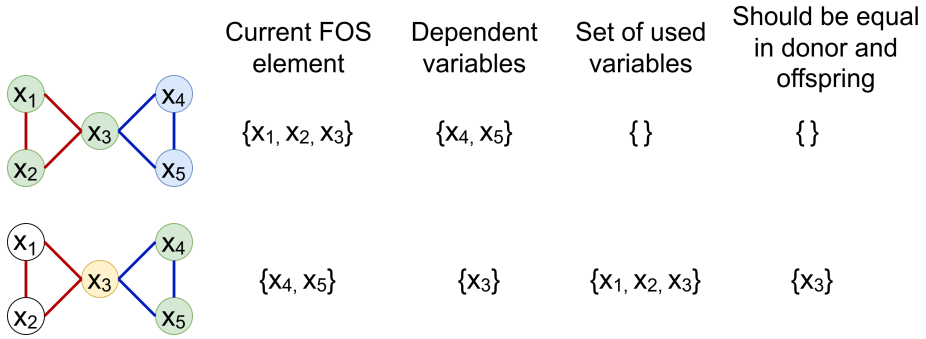 Current FOS element
Dependent variables
Set of used variables
Should be equal in donor and offspring
x1
x2
x3
x4
x5
{x1, x2, x3}
{x4, x5}
{ }
{ }
x1
x2
x3
x4
x5
{x4, x5}
{x3}
{x1, x2, x3}
{x3}